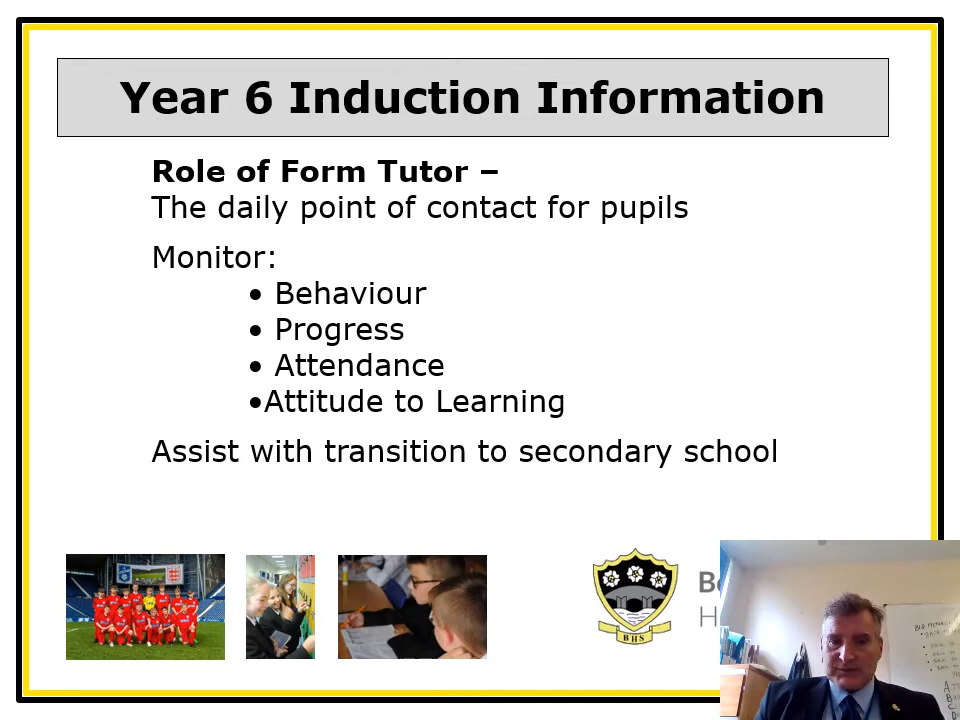 Year 6 Induction Information
Role of Form Tutor –
The daily point of contact for pupils
Monitor:
• Behaviour
• Progress
• Attendance
•Attitude to Learning
Assist with transition to secondary school
BHS